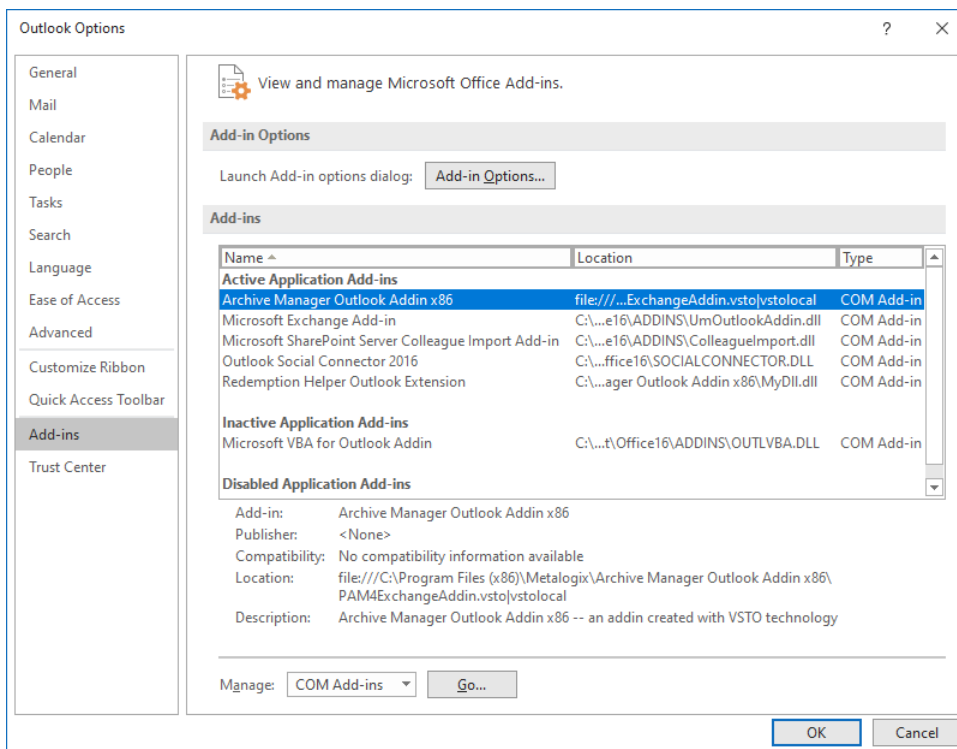 Outlook Options
?
General
Mail
Calendar
People
Tasks
Search
Language
Ease of Access
Advanced
Customize Ribbon
Quick Access Toolbar
Add-ins
Trust Center
View and manage Microsoft Office Add-ins.
Add-in Options
Launch Add-in options dialog: Add-in Options...
Add-ins
Name Location Type
Active Application Add-ins
Archive Manager Outlook Addin x86 file:///...ExchangeAddin.vsto|vstolocal COM Add-in
Microsoft Exchange Add-in C:\...e16\ADDINS\UmOutlookAddin.dll COM Add-in
Microsoft SharePoint Server Colleague Import Add-in C:\...e16\ADDINS\ColleagueImport.dll COM Add-in
Outlook Social Connector 2016 C:\...ffice16\SOCIALCONNECTOR.DLL COM Add-in
Redemption Helper Outlook Extension C:\...ager Outlook Addin x86\MyDll.dll COM Add-in
Inactive Application Add-ins
Microsoft VBA for Outlook Addin C:\...t\Office16\ADDINS\OUTLVBA.DLL COM Add-in
Disabled Application Add-ins
Add-in: Archive Manager Outlook Addin x86
Publisher: <None>
Compatibility: No compatibility information available
Location: file:///C:\Program Files (x86)\Metalogix\Archive Manager Outlook Addin x86\
PAM4ExchangeAddin.vsto|vstolocal
Description: Archive Manager Outlook Addin x86 -- an addin created with VSTO technology
Manage: COM Add-ins Go...
OK Cancel